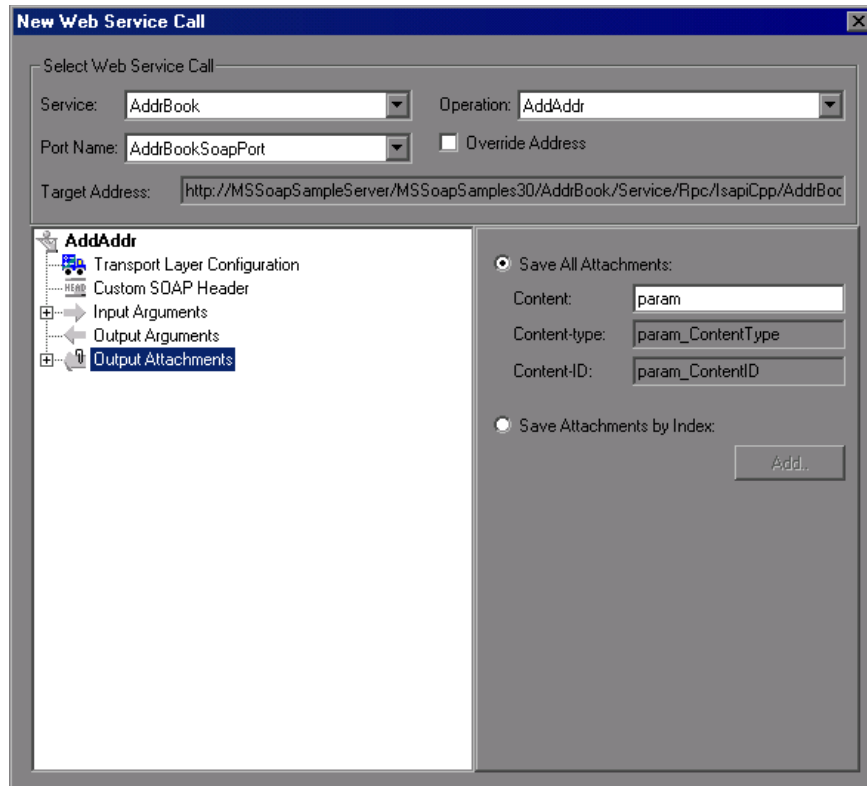 New Web Service Call
Select Web Service Call
Service: AddrBook Operation: AddAddr
Port Name: AddrBookSoapPort Override Address
Target Address: http://MSSoapSampleServer/MSSoapSamples30/AddrBook/Service/Rpc/IsapiCpp/AddrBoc
AddAddr
Transport Layer Configuration
HEAD Custom SOAP Header
Input Arguments
Output Arguments
Output Attachments
Save All Attachments:
Content: param
Content-type: param_ContentType
Content-ID: param_ContentID
Save Attachments by Index:
Add..